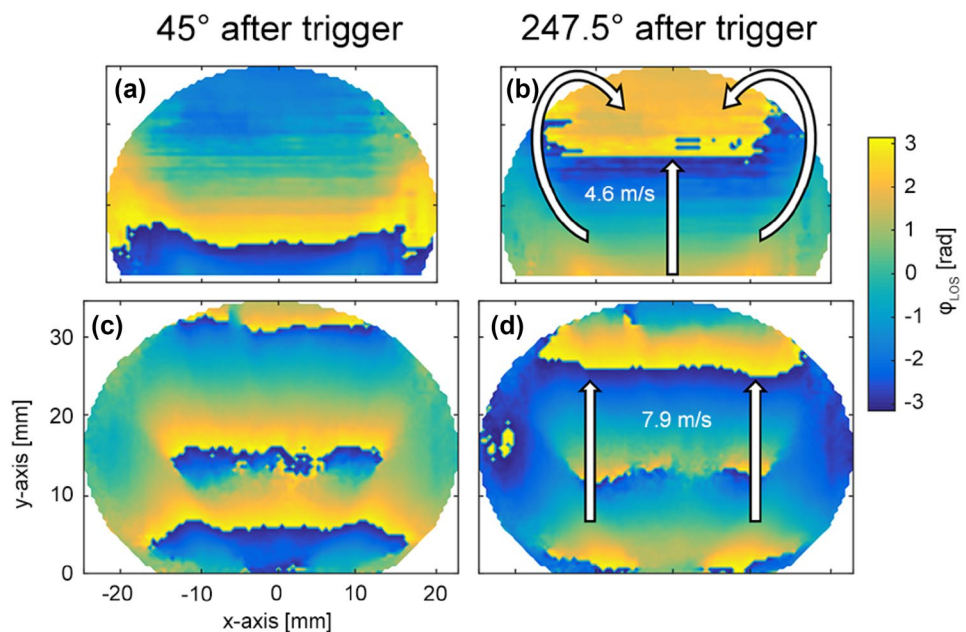 45° after trigger
247.5° after trigger
(a)
(b)
4.6 m/s
3
2
1
0
-1
-2
-3
φLOS [rad]
(c)
(d)
7.9 m/s
30
20
10
0
y-axis [mm]
-20
-10
0
10
20
x-axis [mm]